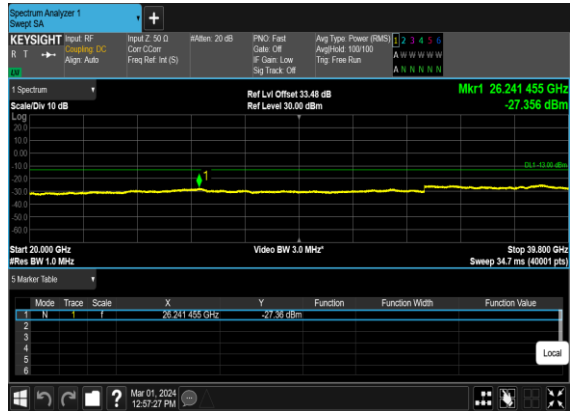 Spectrum Analyzer 1
Swept SA
+
KEYSIGHT
R T
LW
Input: RF
Coupling: DC
Align: Auto
Input Z: 50 Ω
Corr CCorr
Freq Ref: Int (S)
#Atten: 20 dB
PNO: Fast
Gate: Off
IF Gain: Low
Sig Track: Off
Avg Type: Power (RMS)
Avg|Hold: 100/100
Trig: Free Run
1 2 3 4 5 6
A W W W W W
A N N N N N
1 Spectrum
Scale/Div 10 dB
Log
Ref Lvl Offset 33.48 dB
Ref Level 30.00 dBm
Mkr1 26.241 455 GHz
-27.356 dBm
20.0
10.0
0.00
-10.0
-20.0
-30.0
-40.0
-50.0
-60.0
DL1 -13.00 dBm
1
Start 20.000 GHz
#Res BW 1.0 MHz
Video BW 3.0 MHz*
Stop 39.800 GHz
Sweep 34.7 ms (40001 pts)
5 Marker Table
Mode Trace Scale X Y Function Function Width Function Value
1 N 1 f 26.241 455 GHz -27.36 dBm
2
3
4
5
6
Local
?
Mar 01, 2024
12:57:27 PM